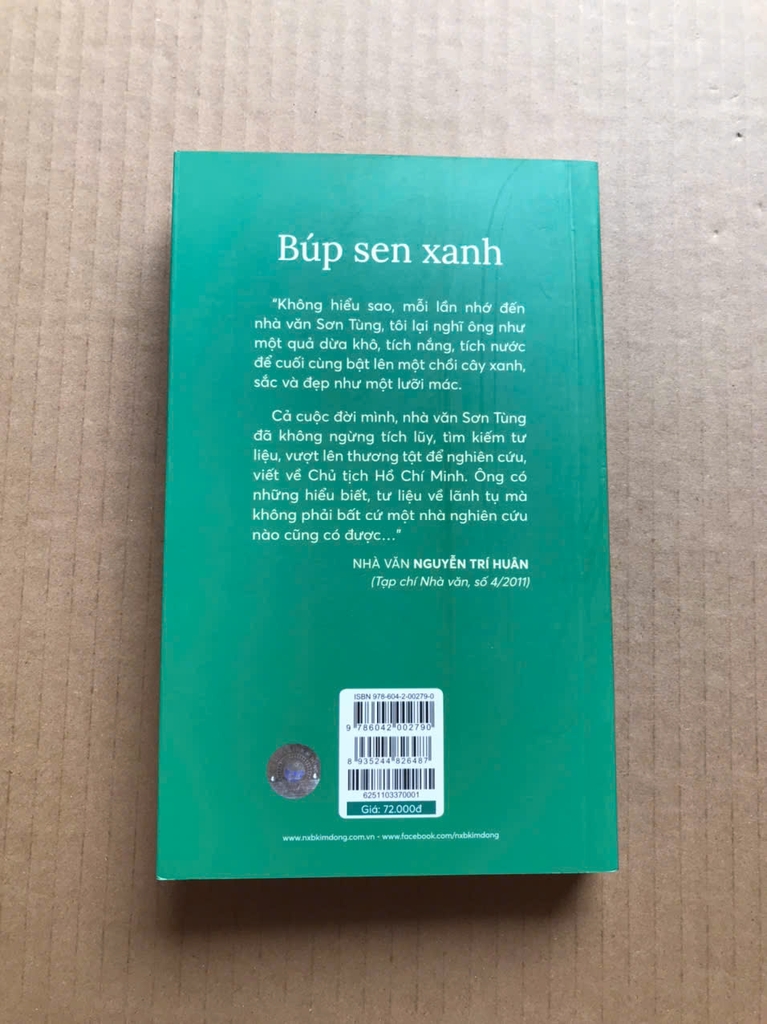 Búp sen xanh
"Không hiểu sao, mỗi lần nhớ đến
nhà văn Sơn Tùng, tôi lại nghĩ ông như
một quả dừa khô, tích nắng, tích nước
để cuối cùng bật lên một chồi cây xanh,
sắc và đẹp như một lưỡi mác.
Cả cuộc đời mình, nhà văn Sơn Tùng
đã không ngừng tích lũy, tìm kiếm tư
liệu, vượt lên thương tật để nghiên cứu,
viết về Chủ tịch Hồ Chí Minh. Ông có
những hiểu biết, tư liệu về lãnh tụ mà
không phải bất cứ một nhà nghiên cứu
nào cũng có được..."
NHÀ VĂN NGUYỄN TRÍ HUÂN
(Tạp chí Nhà văn, số 4/2011)
ISBN 978-604-2-00279-0
9 786042 002790
8 935244 826487
6251103370001
Giá: 72.000đ
www.nxbkimdong.com.vn - www.facebook.com/nxbkimdong